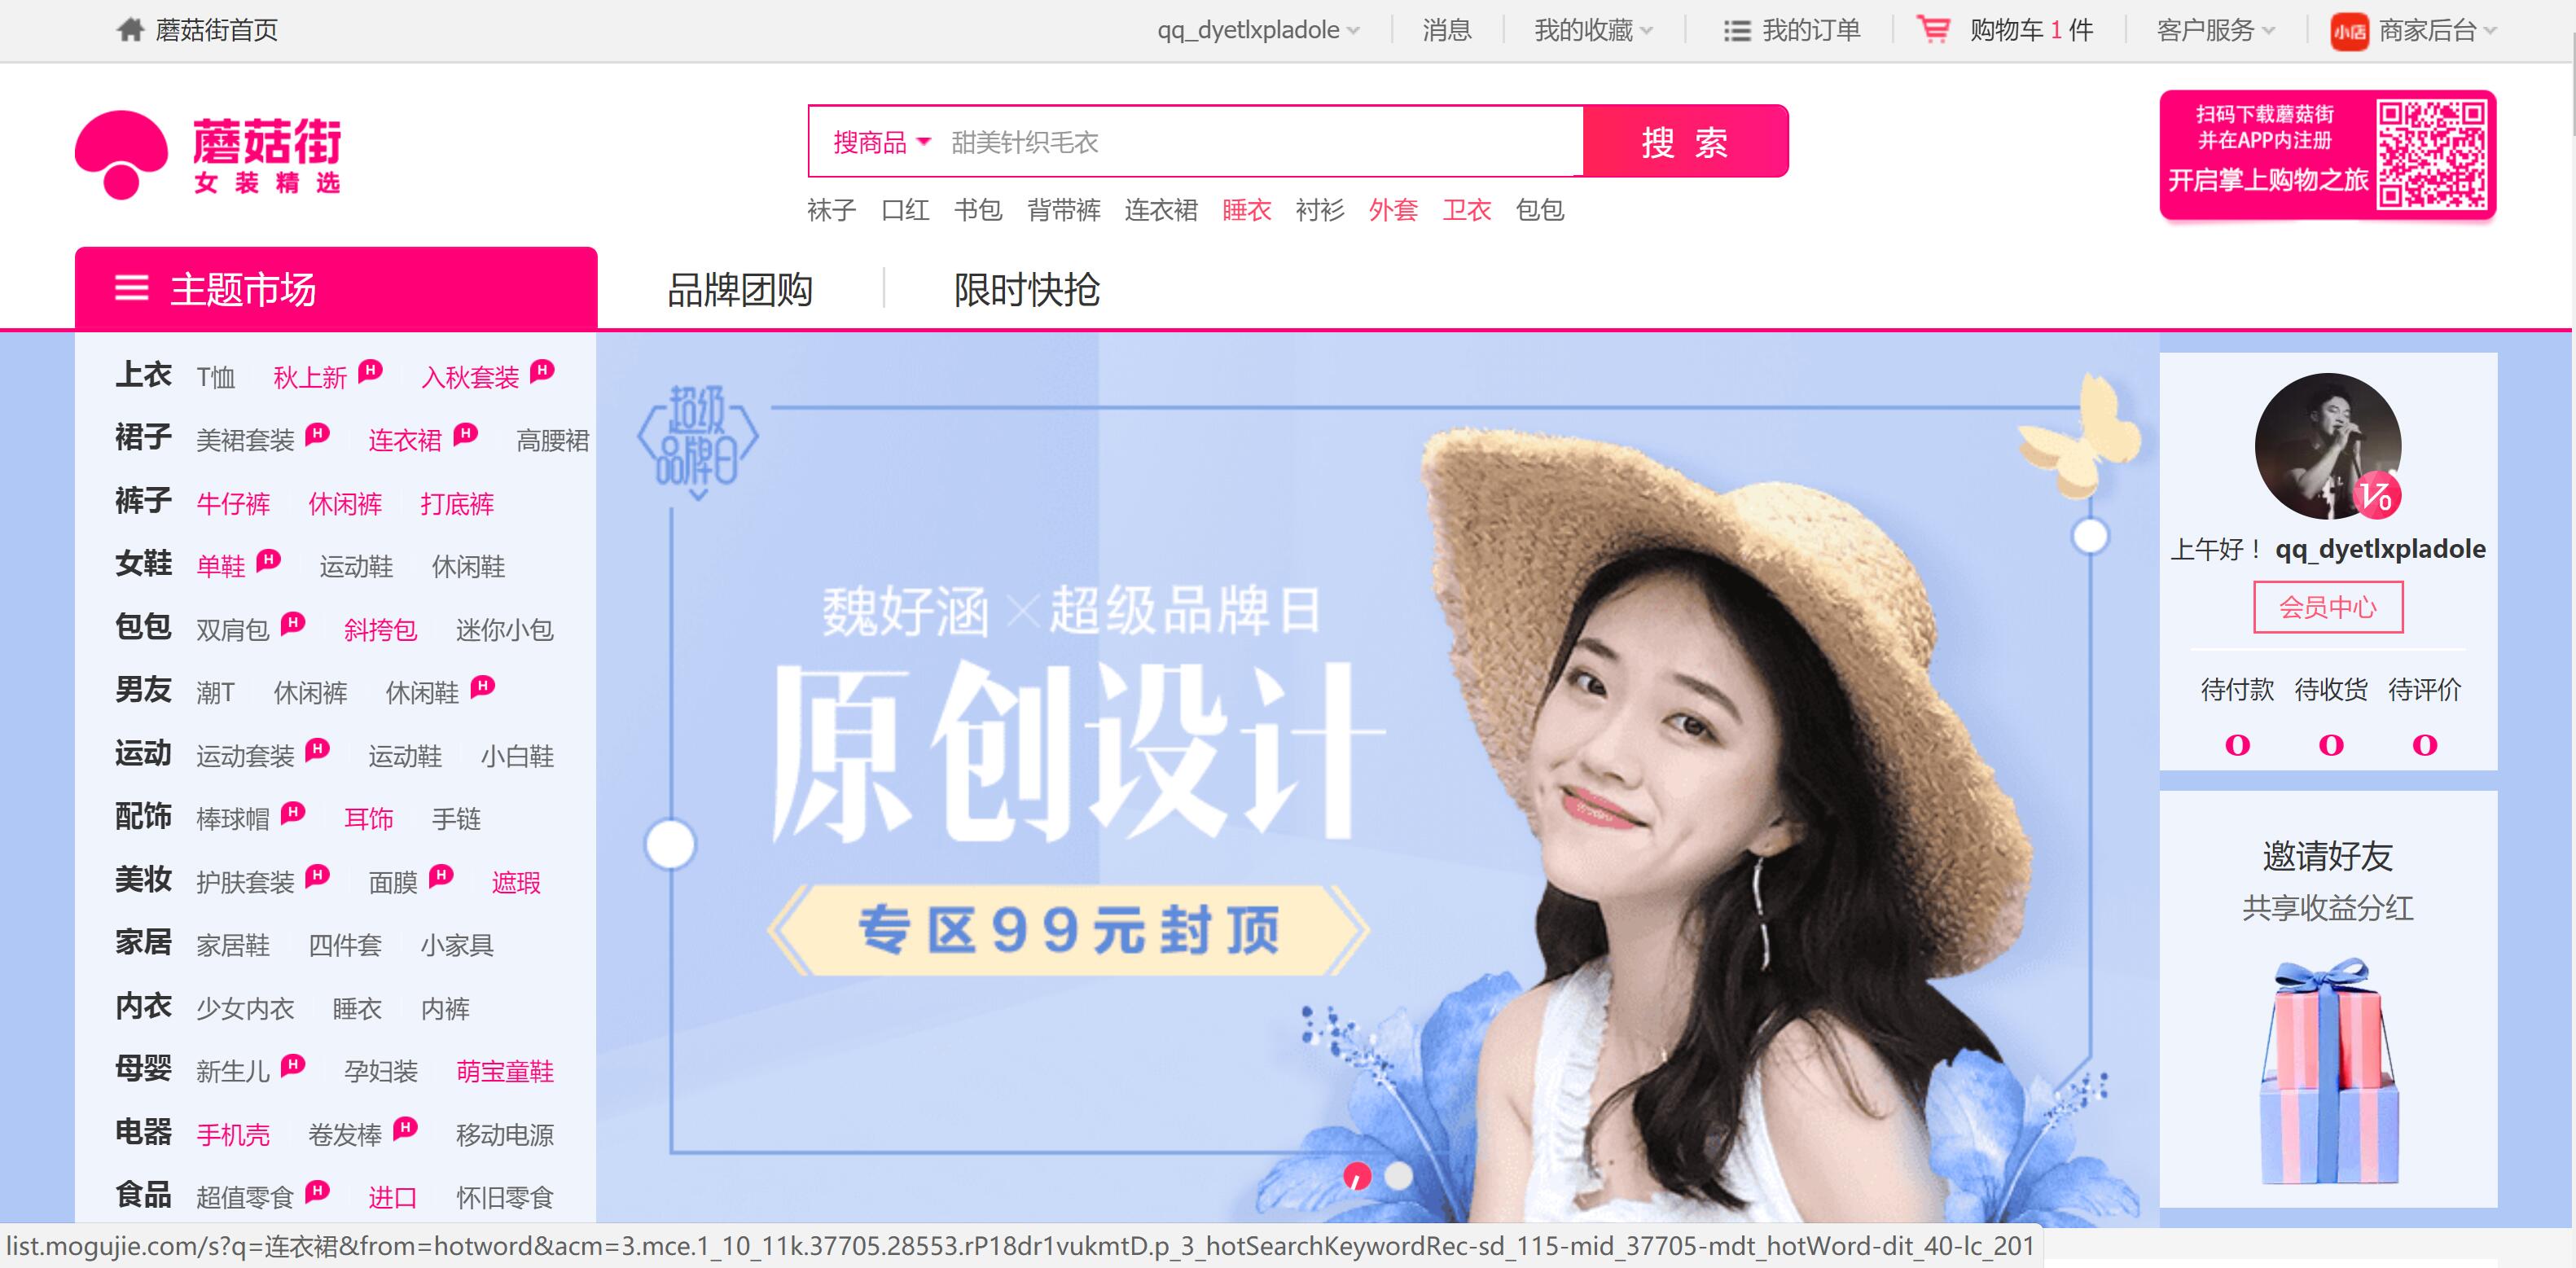 蘑菇街首页 qq_dyetlxpladole 消息 我的收藏 我的订单 购物车 1 件 客户服务 小店 商家后台
蘑菇街
女装精选
搜商品 甜美针织毛衣 搜 索
袜子 口红 书包 背带裤 连衣裙 睡衣 衬衫 外套 卫衣 包包
扫码下载蘑菇街
并在APP内注册
开启掌上购物之旅
主题市场 品牌团购 限时快抢
上衣 T恤 秋上新 H 入秋套装 H
裙子 美裙套装 H 连衣裙 H 高腰裙
裤子 牛仔裤 休闲裤 打底裤
女鞋 单鞋 H 运动鞋 休闲鞋
包包 双肩包 H 斜挎包 迷你小包
男友 潮T 休闲裤 休闲鞋 H
运动 运动套装 H 运动鞋 小白鞋
配饰 棒球帽 H 耳饰 手链
美妆 护肤套装 H 面膜 H 遮瑕
家居 家居鞋 四件套 小家具
内衣 少女内衣 睡衣 内裤
母婴 新生儿 H 孕妇装 萌宝童鞋
电器 手机壳 卷发棒 H 移动电源
食品 超值零食 H 进口 怀旧零食
超级
品牌日
魏好涵×超级品牌日
原创设计
专区99元封顶
V0
上午好！ qq_dyetlxpladole
会员中心
待付款 待收货 待评价
0 0 0
邀请好友
共享收益分红
list.mogujie.com/s?q=连衣裙&from=hotword&acm=3.mce.1_10_11k.37705.28553.rP18dr1vukmtD.p_3_hotSearchKeywordRec-sd_115-mid_37705-mdt_hotWord-dit_40-lc_201